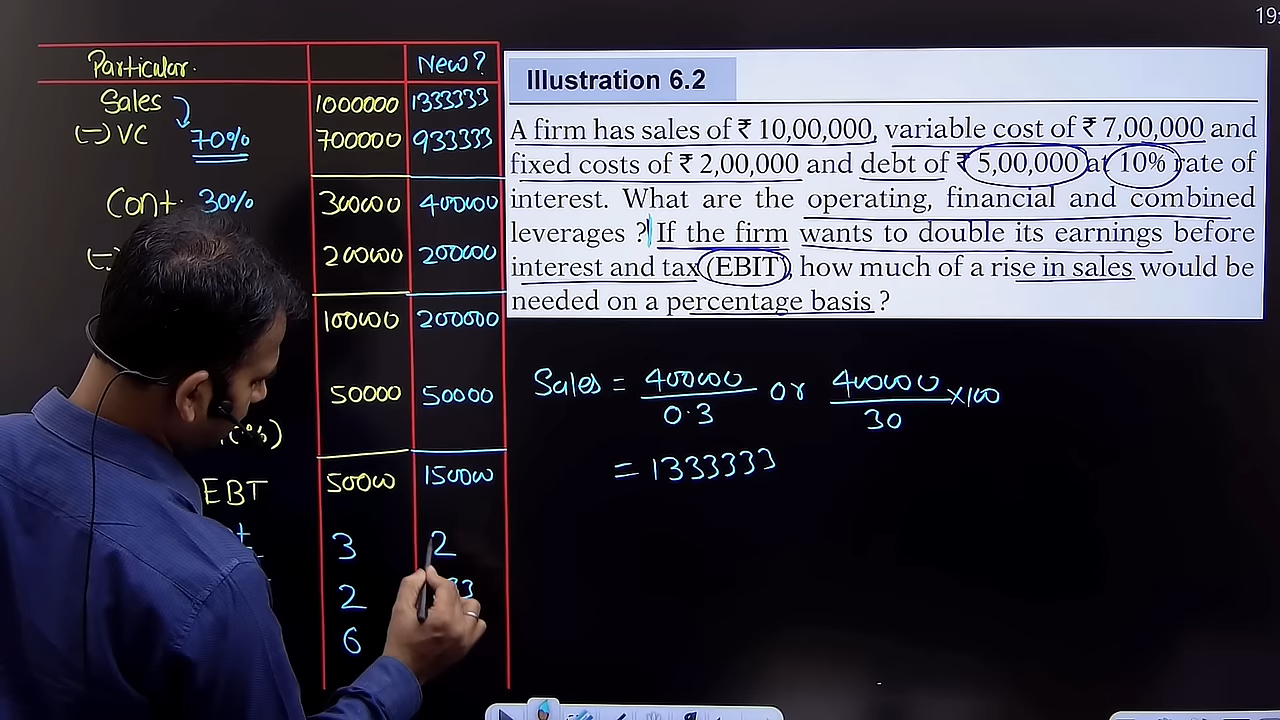 19:
Particular.
New?
Sales
1000000
1333333
(-) VC
70%
700000
933333
Cont.
30%
300000
400000
(-)
200000
200000
100000
200000
50000
50000
EBT
50000
150000
3
2
2
33
6
Illustration 6.2
A firm has sales of ₹ 10,00,000, variable cost of ₹ 7,00,000 and
fixed costs of ₹ 2,00,000 and debt of ₹ 5,00,000 at 10% rate of
interest. What are the operating, financial and combined
leverages ? If the firm wants to double its earnings before
interest and tax (EBIT), how much of a rise in sales would be
needed on a percentage basis ?
Sales = 400000 / 0.3 or 400000 / 30 ×100
= 1333333